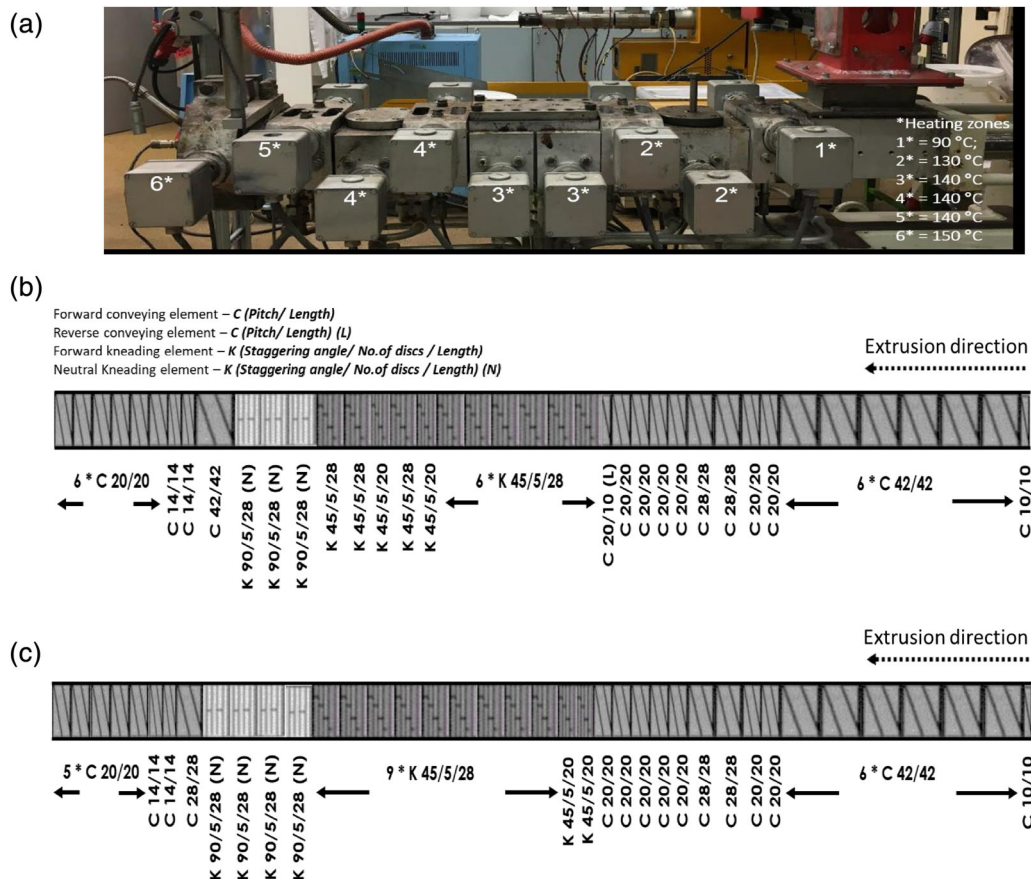 (a)
5*
4*
2*
1*
6*
4*
3*
3*
2*
*Heating zones
1* = 90 °C;
2* = 130 °C
3* = 140 °C
4* = 140 °C
5* = 140 °C
6* = 150 °C
(b)
Forward conveying element – C (Pitch/ Length)
Reverse conveying element – C (Pitch/ Length) (L)
Forward kneading element – K (Staggering angle/ No.of discs / Length)
Neutral Kneading element – K (Staggering angle/ No.of discs / Length) (N)
Extrusion direction
6 * C 20/20
C 14/14
C 14/14
C 42/42
K 90/5/28 (N)
K 90/5/28 (N)
K 90/5/28 (N)
K 45/5/28
K 45/5/28
K 45/5/20
K 45/5/28
K 45/5/20
6 * K 45/5/28
C 20/10 (L)
C 20/20
C 20/20
C 20/20
C 20/20
C 28/28
C 28/28
C 20/20
C 20/20
6 * C 42/42
C 10/10
(c)
Extrusion direction
5 * C 20/20
C 14/14
C 14/14
C 28/28
K 90/5/28 (N)
K 90/5/28 (N)
K 90/5/28 (N)
K 90/5/28 (N)
9 * K 45/5/28
K 45/5/20
K 45/5/20
C 20/20
C 20/20
C 20/20
C 20/20
C 20/20
C 28/28
C 28/28
C 20/20
C 20/20
6 * C 42/42
C 10/10